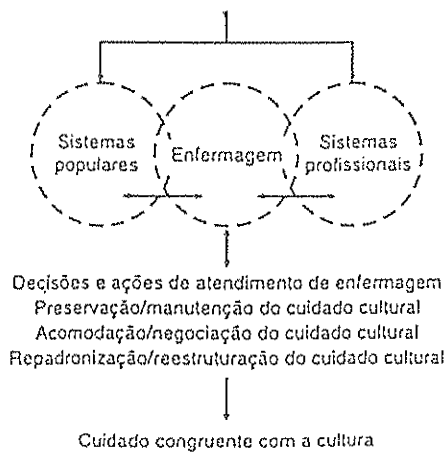 Sistemas
populares
Enfermagem
Sistemas
profissionais
Decisões e ações de atendimento de enfermagem
Preservação/manutenção do cuidado cultural
Acomodação/negociação do cuidado cultural
Repadronização/reestruturação do cuidado cultural
Cuidado congruente com a cultura